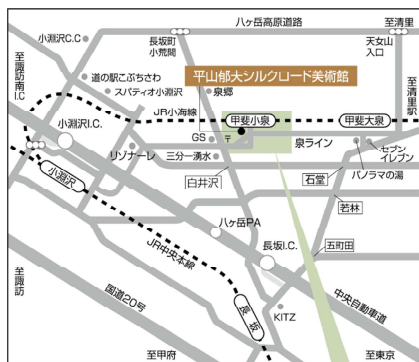 八ヶ岳高原道路
至清里
小淵沢C.C
長坂町
小荒間
天女山
入口
至諏訪南I.C
道の駅こぶちさわ
スパティオ小淵沢
平山郁大シルクロード美術館
泉郷
至清里駅
JR小海線
甲斐小泉
甲斐大泉
小淵沢I.C.
GS
〒
泉ライン
リゾナーレ
三分一湧水
セブン
イレブン
パノラマの湯
小淵沢
白井沢
石堂
若林
八ヶ岳PA
長坂I.C.
五町田
JR中央本線
至諏訪
国道20号
長坂
KITZ
中央自動車道
至甲府
至東京